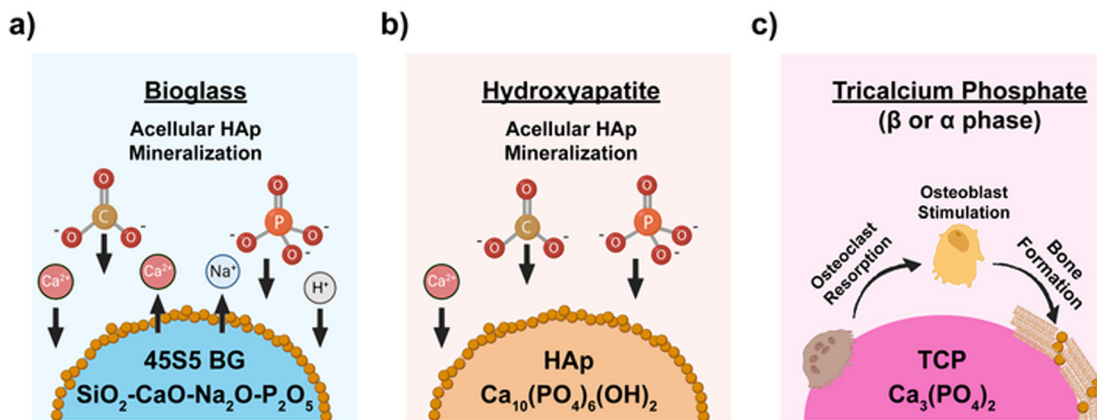 a)
Bioglass
Acellular HAp
Mineralization
O
C
O
-
O
-
O
P
O
-
O
-
O
-
Ca²⁺
Ca²⁺
Na⁺
H⁺
45S5 BG
SiO₂-CaO-Na₂O-P₂O₅
b)
Hydroxyapatite
Acellular HAp
Mineralization
O
C
O
-
O
-
O
P
O
-
O
-
O
-
Ca²⁺
HAp
Ca₁₀(PO₄)₆(OH)₂
c)
Tricalcium Phosphate
(β or α phase)
Osteoclast
Resorption
Osteoblast
Stimulation
Bone
Formation
TCP
Ca₃(PO₄)₂